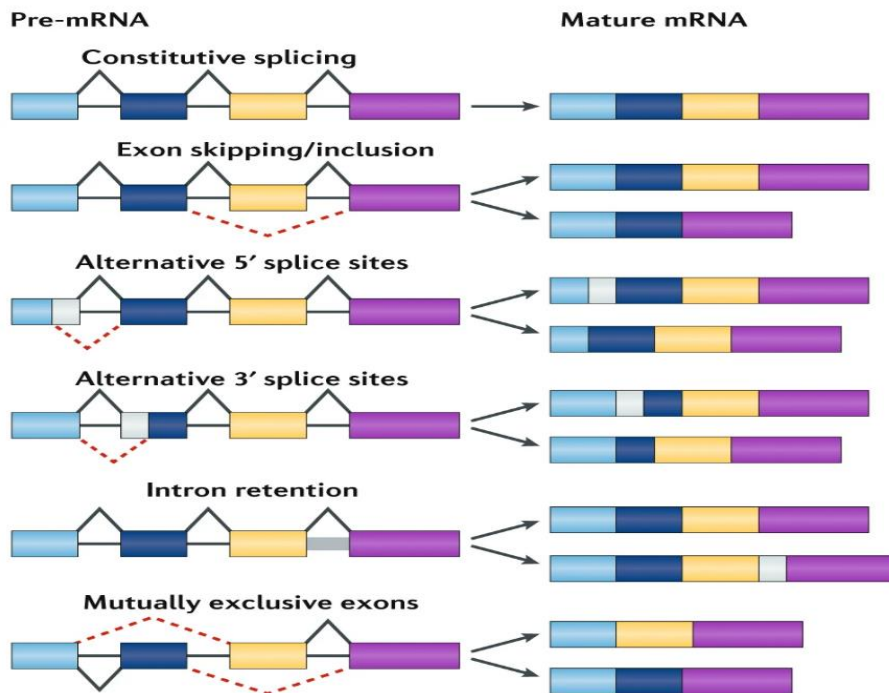 Pre-mRNA
Mature mRNA
Constitutive splicing
Exon skipping/inclusion
Alternative 5′ splice sites
Alternative 3′ splice sites
Intron retention
Mutually exclusive exons